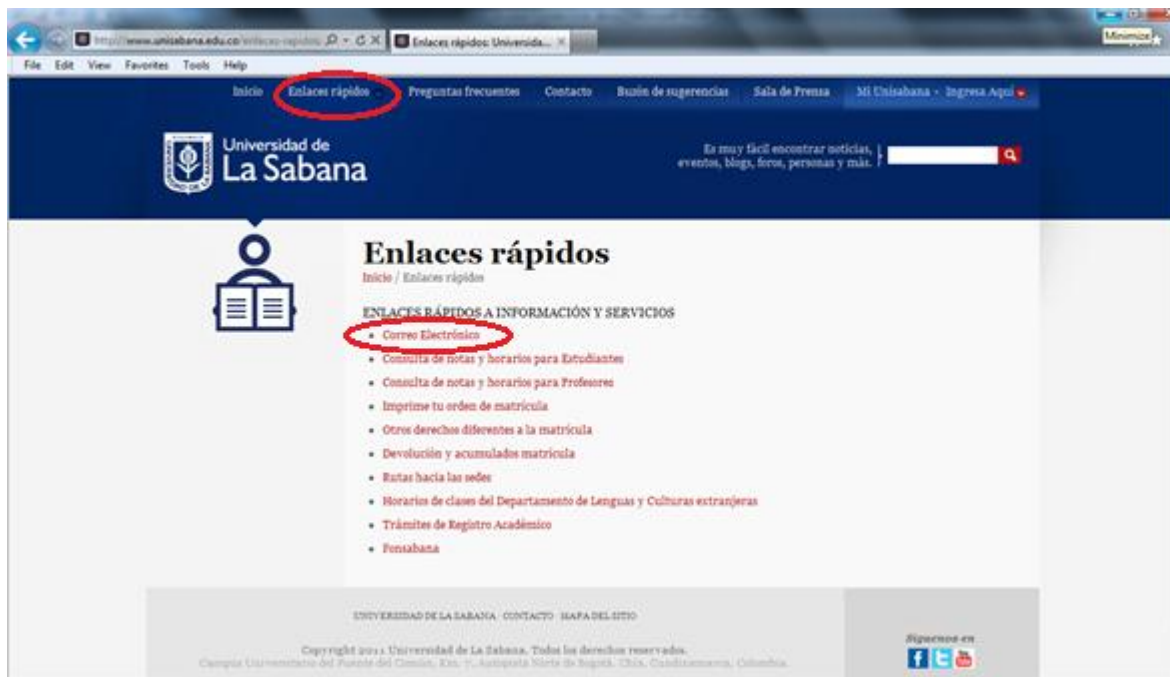 http://www.unisabana.edu.co/enlaces-rapidos
Enlaces rápidos: Universida...
Minimize
File Edit View Favorites Tools Help
Inicio Enlaces rápidos Preguntas frecuentes Contacto Buzón de sugerencias Sala de Prensa Mi Unisabana - Ingresa Aquí
Universidad de
La Sabana
Es muy fácil encontrar noticias,
eventos, blogs, foros, personas y más.
Enlaces rápidos
Inicio / Enlaces rápidos
ENLACES RÁPIDOS A INFORMACIÓN Y SERVICIOS
Correo Electrónico
Consulta de notas y horarios para Estudiantes
Consulta de notas y horarios para Profesores
Imprime tu orden de matrícula
Otros derechos diferentes a la matrícula
Devolución y acumulados matrícula
Rutas hacia las sedes
Horarios de clases del Departamento de Lenguas y Culturas extranjeras
Trámites de Registro Académico
Fonsabana
UNIVERSIDAD DE LA SABANA CONTACTO MAPA DEL SITIO
Síguenos en
Copyright 2011 Universidad de La Sabana. Todos los derechos reservados.
Campus Universitario del Puente del Común, Km. 7, Autopista Norte de Bogotá. Chía, Cundinamarca, Colombia.